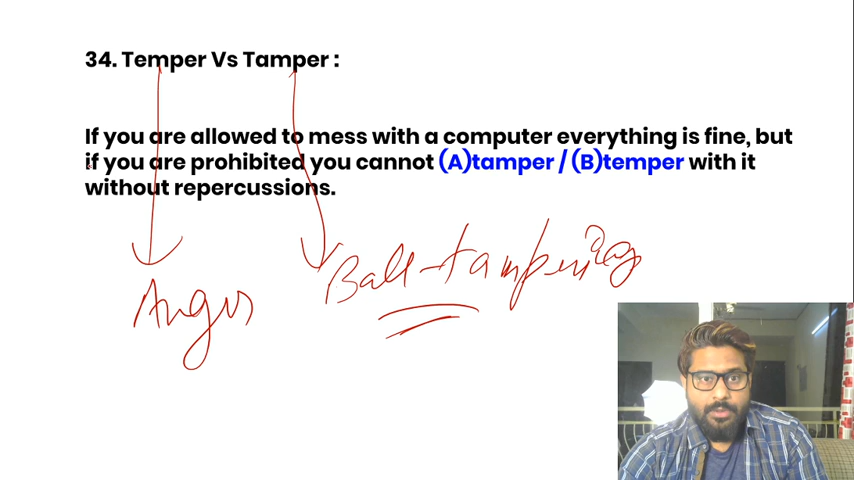 34. Temper Vs Tamper :
If you are allowed to mess with a computer everything is fine, but
if you are prohibited you cannot (A)tamper / (B)temper with it
without repercussions.
Ball-tampering
Anger